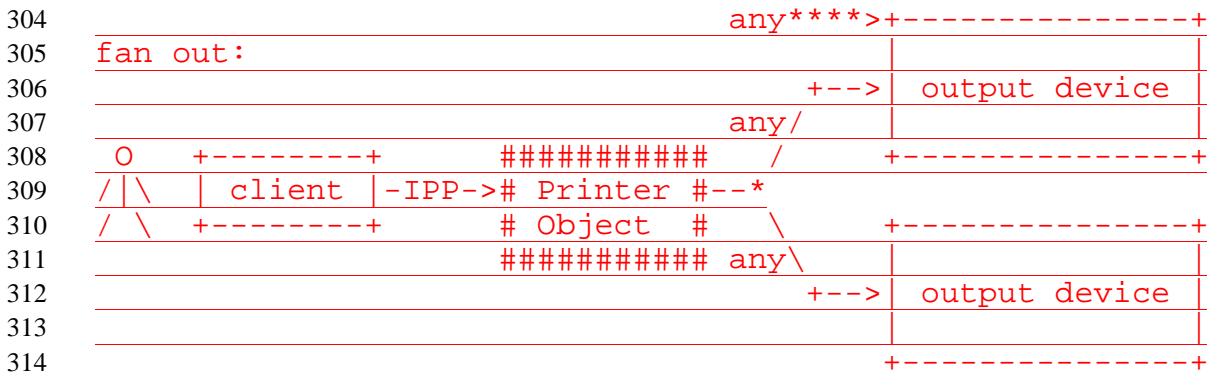 304                                      any****>+---------------+
305  fan out:                                    |               |
306                                          +-->| output device |
307                                      any/     |               |
308   O    +--------+       ###########   /      +---------------+
309  /|\   | client |-IPP-># Printer #--*
310  / \   +--------+       # Object  #   \      +---------------+
311                         ########### any\     |               |
312                                          +-->| output device |
313                                              |               |
314                                              +---------------+